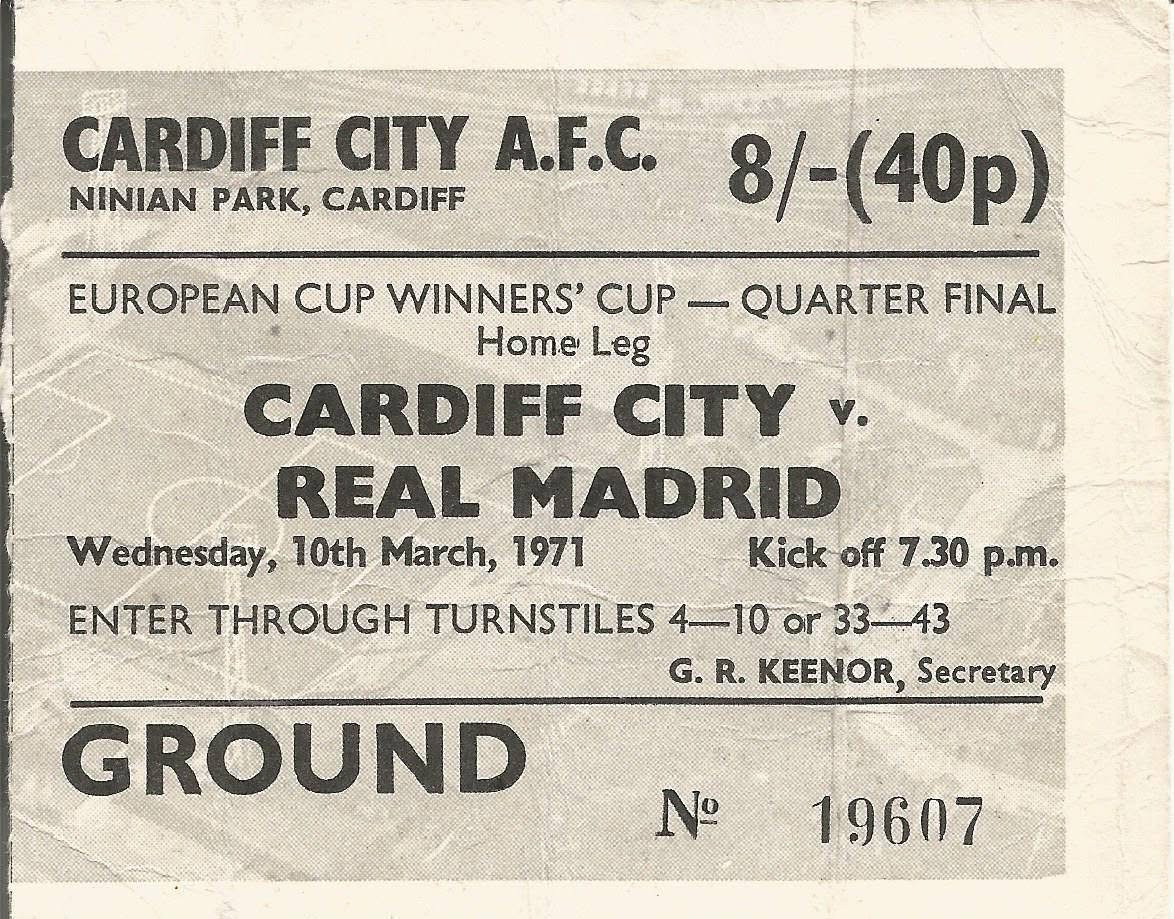 CARDIFF CITY A.F.C. 8/-(40p)
NINIAN PARK, CARDIFF
EUROPEAN CUP WINNERS' CUP — QUARTER FINAL
Home Leg
CARDIFF CITY v.
REAL MADRID
Wednesday, 10th March, 1971 Kick off 7.30 p.m.
ENTER THROUGH TURNSTILES 4—10 or 33—43
G. R. KEENOR, Secretary
GROUND
Nº 19607